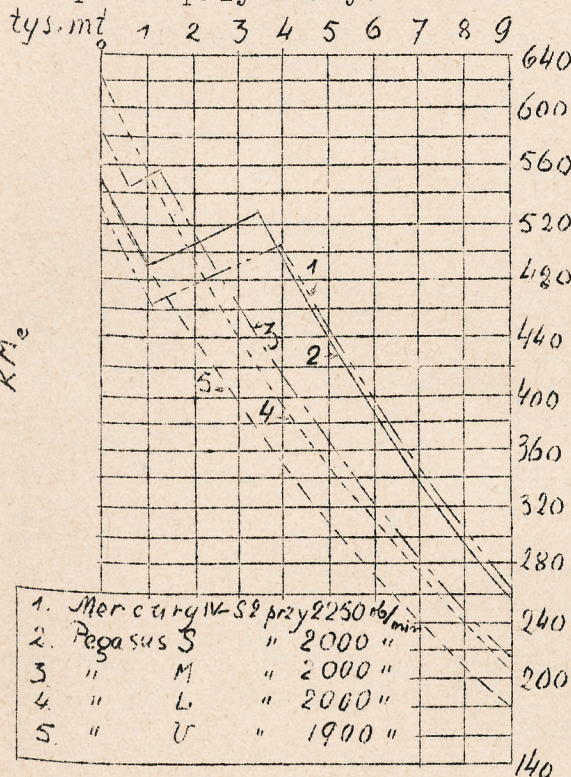 tys. mt 0 1 2 3 4 5 6 7 8 9
640
600
560
520
420
440
400
360
320
280
240
200
140
KMe
1
2
3
4
5
1. Mercury IV-S2 przy 2250 ob/min
2. Pegasus S " 2000 "
3 " M " 2000 "
4 " L " 2000 "
5. " U " 1900 "